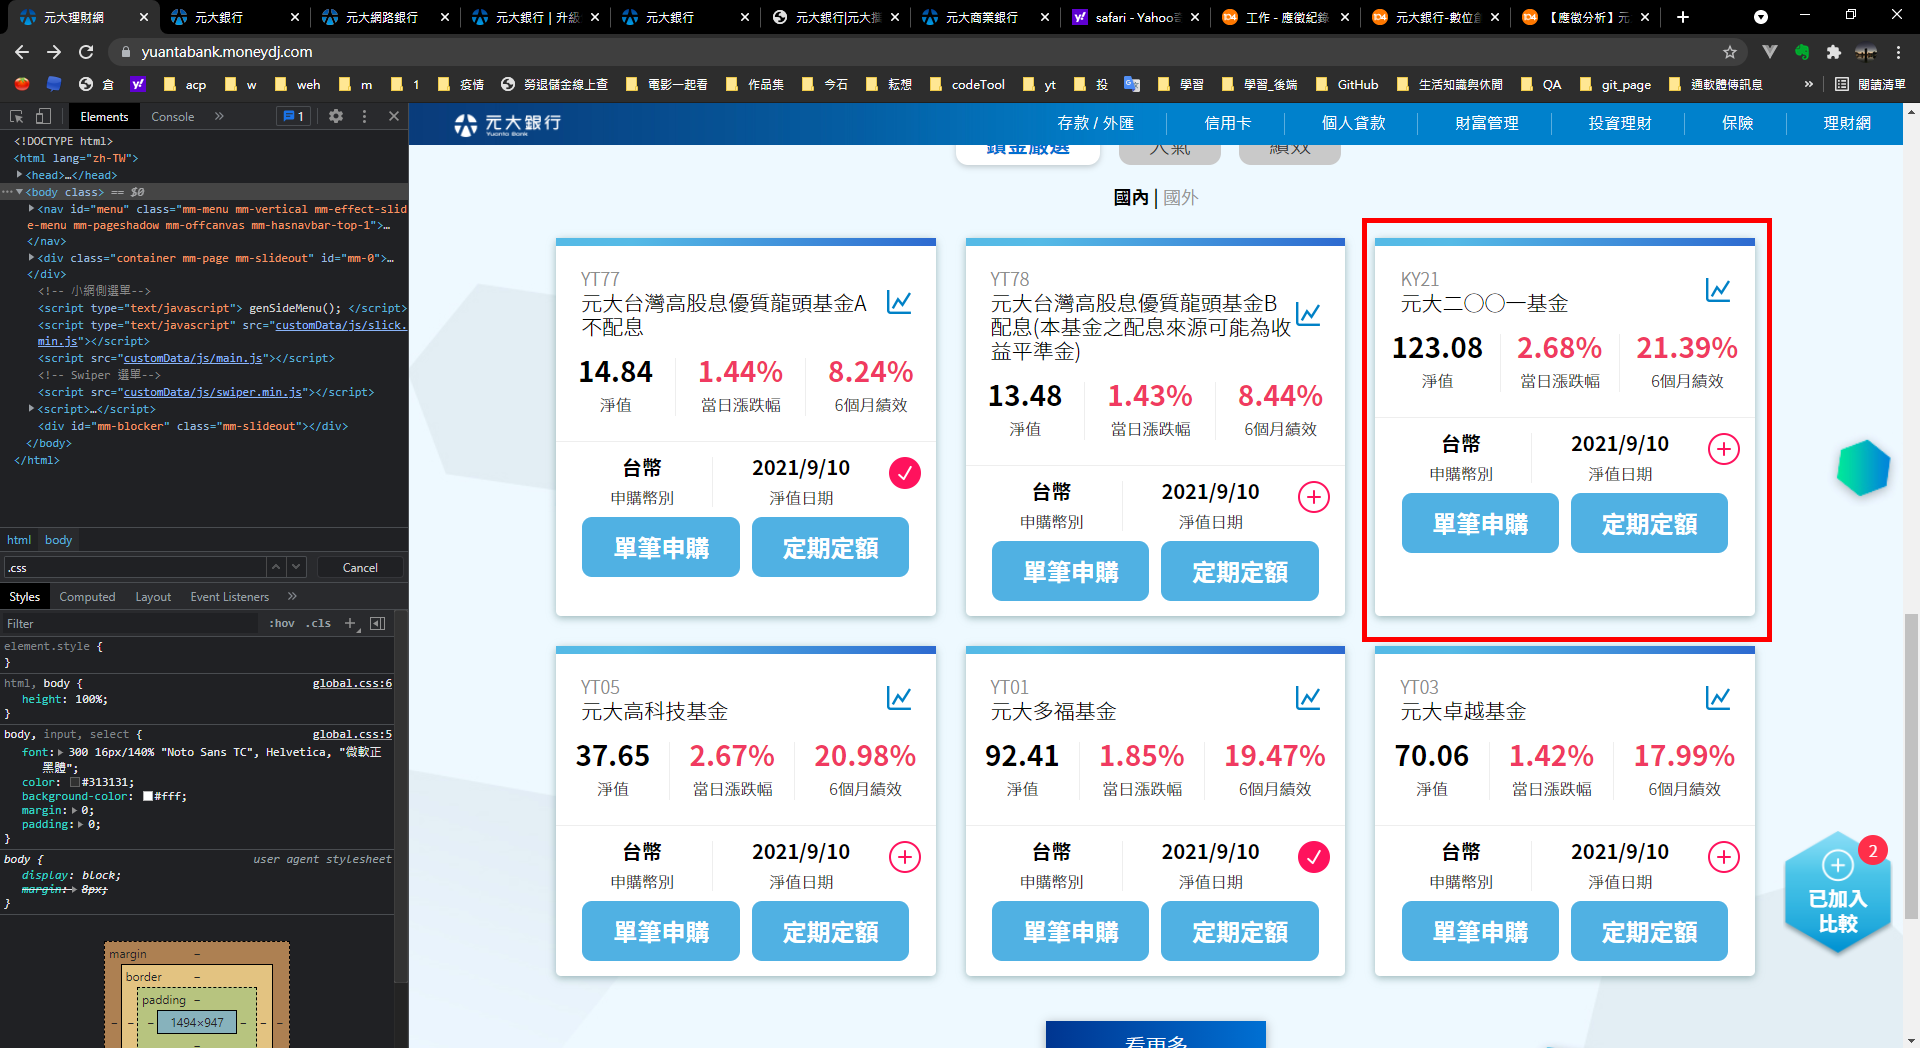 元大理財網
元大銀行
元大網路銀行
元大銀行 | 升級
元大銀行
元大銀行|元大
元大商業銀行
safari - Yahoo
工作 - 應徵紀錄
元大銀行-數位
【應徵分析】元
yuantabank.moneydj.com
倉
acp
w
weh
m
1
疫情
勞退儲金線上查
電影一起看
作品集
今石
耘想
codeTool
yt
投
學習
學習_後端
GitHub
生活知識與休閒
QA
git_page
通軟體傳訊息
»
閱讀清單
Elements
Console
»
1
<!DOCTYPE html>
<html lang="zh-TW">
<head>…</head>
<body class> == $0
<nav id="menu" class="mm-menu mm-vertical mm-effect-slid
e-menu mm-pageshadow mm-offcanvas mm-hasnavbar-top-1">…
</nav>
<div class="container mm-page mm-slideout" id="mm-0">…
</div>
<!-- 小網側選單-->
<script type="text/javascript"> genSideMenu(); </script>
<script type="text/javascript" src="customData/js/slick.
min.js"></script>
<script src="customData/js/main.js"></script>
<!-- Swiper 選單-->
<script src="customData/js/swiper.min.js"></script>
<script>…</script>
<div id="mm-blocker" class="mm-slideout"></div>
</body>
</html>
html
body
.css
Cancel
Styles
Computed
Layout
Event Listeners
»
Filter
:hov
.cls
element.style {
}
html, body {
global.css:6
height: 100%;
}
body, input, select {
global.css:5
font: 300 16px/140% "Noto Sans TC", Helvetica, "微軟正
黑體";
color: #313131;
background-color: #fff;
margin: 0;
padding: 0;
}
body {
user agent stylesheet
display: block;
margin: 8px;
}
margin
–
border
–
padding
–
–
–
–
1494×947
–
–
–
–
元大銀行
Yuanta Bank
存款 / 外匯
信用卡
個人貸款
財富管理
投資理財
保險
理財網
鑽金嚴選
人氣
績效
國內 | 國外
YT77
元大台灣高股息優質龍頭基金A
不配息
14.84
1.44%
8.24%
淨值
當日漲跌幅
6個月績效
台幣
2021/9/10
申購幣別
淨值日期
單筆申購
定期定額
YT78
元大台灣高股息優質龍頭基金B
配息(本基金之配息來源可能為收
益平準金)
13.48
1.43%
8.44%
淨值
當日漲跌幅
6個月績效
台幣
2021/9/10
申購幣別
淨值日期
單筆申購
定期定額
KY21
元大二〇〇一基金
123.08
2.68%
21.39%
淨值
當日漲跌幅
6個月績效
台幣
2021/9/10
申購幣別
淨值日期
單筆申購
定期定額
YT05
元大高科技基金
37.65
2.67%
20.98%
淨值
當日漲跌幅
6個月績效
台幣
2021/9/10
申購幣別
淨值日期
單筆申購
定期定額
YT01
元大多福基金
92.41
1.85%
19.47%
淨值
當日漲跌幅
6個月績效
台幣
2021/9/10
申購幣別
淨值日期
單筆申購
定期定額
YT03
元大卓越基金
70.06
1.42%
17.99%
淨值
當日漲跌幅
6個月績效
台幣
2021/9/10
申購幣別
淨值日期
單筆申購
定期定額
2
已加入
比較
看更多